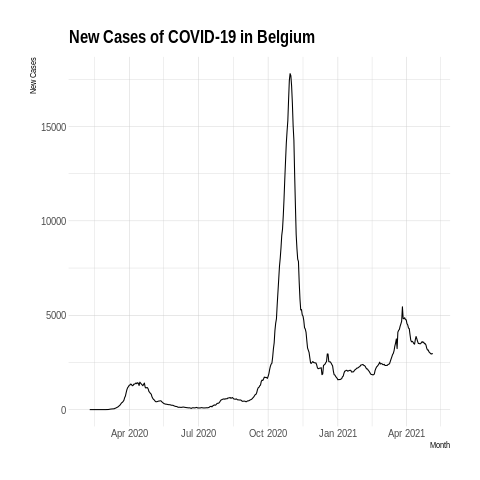 New Cases of COVID-19 in Belgium
New Cases
15000
10000
5000
0
Apr 2020 Jul 2020 Oct 2020 Jan 2021 Apr 2021
Month